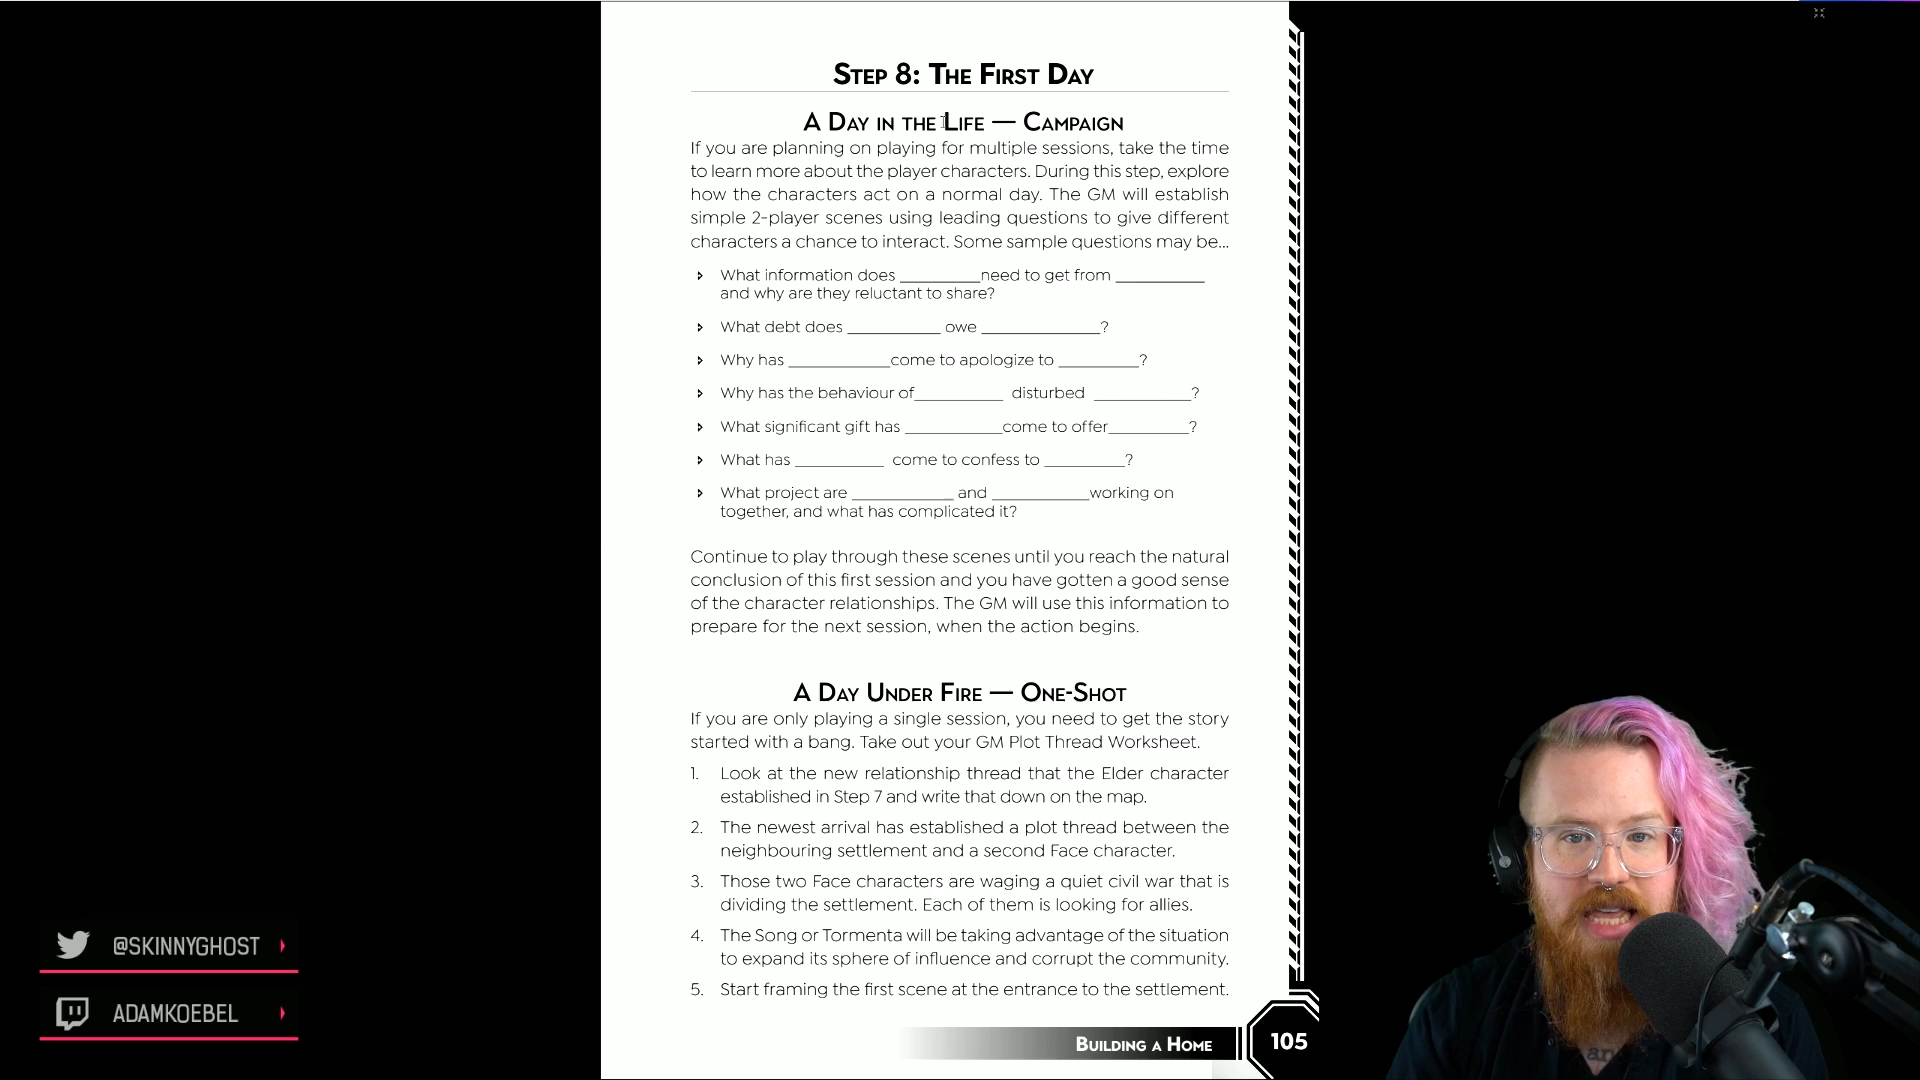 STEP 8: THE FIRST DAY
A DAY IN THE LIFE — CAMPAIGN
If you are planning on playing for multiple sessions, take the time
to learn more about the player characters. During this step, explore
how the characters act on a normal day. The GM will establish
simple 2-player scenes using leading questions to give different
characters a chance to interact. Some sample questions may be...
What information does _________need to get from __________
and why are they reluctant to share?
What debt does __________ owe _____________?
Why has ___________come to apologize to _________?
Why has the behaviour of__________ disturbed ___________?
What significant gift has ___________come to offer_________?
What has __________ come to confess to _________?
What project are ___________ and ___________working on
together, and what has complicated it?
Continue to play through these scenes until you reach the natural
conclusion of this first session and you have gotten a good sense
of the character relationships. The GM will use this information to
prepare for the next session, when the action begins.
A DAY UNDER FIRE — ONE-SHOT
If you are only playing a single session, you need to get the story
started with a bang. Take out your GM Plot Thread Worksheet.
1. Look at the new relationship thread that the Elder character
established in Step 7 and write that down on the map.
2. The newest arrival has established a plot thread between the
neighbouring settlement and a second Face character.
3. Those two Face characters are waging a quiet civil war that is
dividing the settlement. Each of them is looking for allies.
4. The Song or Tormenta will be taking advantage of the situation
to expand its sphere of influence and corrupt the community.
5. Start framing the first scene at the entrance to the settlement.
BUILDING A HOME
105
@SKINNYGHOST
ADAMKOEBEL